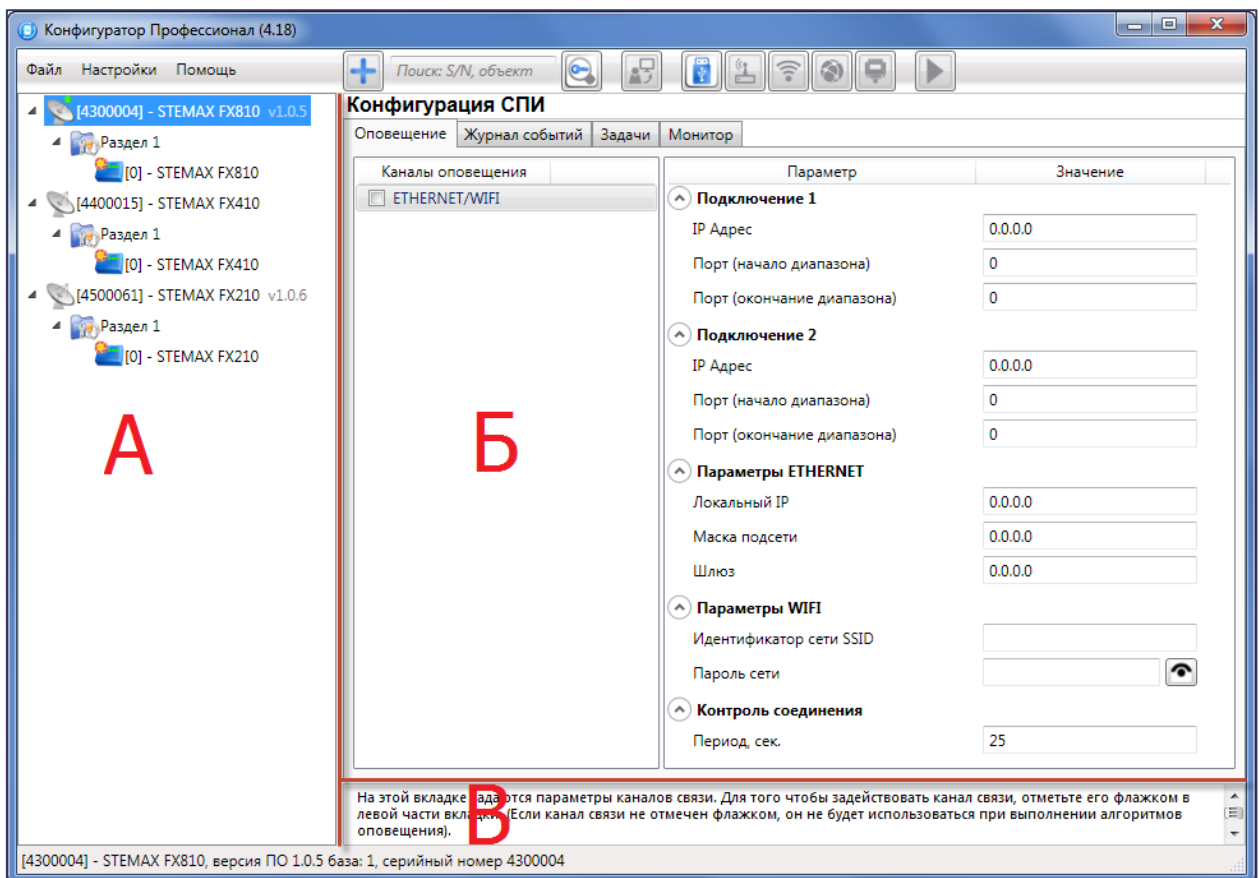 Конфигуратор Профессионал (4.18)
Файл Настройки Помощь Поиск: S/N, объект
[4300004] - STEMAX FX810 v1.0.5
Раздел 1
[0] - STEMAX FX810
[4400015] - STEMAX FX410
Раздел 1
[0] - STEMAX FX410
[4500061] - STEMAX FX210 v1.0.6
Раздел 1
[0] - STEMAX FX210
А
Конфигурация СПИ
Оповещение Журнал событий Задачи Монитор
Каналы оповещения
ETHERNET/WIFI
Б
Параметр Значение
Подключение 1
IP Адрес 0.0.0.0
Порт (начало диапазона) 0
Порт (окончание диапазона) 0
Подключение 2
IP Адрес 0.0.0.0
Порт (начало диапазона) 0
Порт (окончание диапазона) 0
Параметры ETHERNET
Локальный IP 0.0.0.0
Маска подсети 0.0.0.0
Шлюз 0.0.0.0
Параметры WIFI
Идентификатор сети SSID
Пароль сети
Контроль соединения
Период, сек. 25
На этой вкладке задаются параметры каналов связи. Для того чтобы задействовать канал связи, отметьте его флажком в
левой части вкладки. (Если канал связи не отмечен флажком, он не будет использоваться при выполнении алгоритмов
оповещения).
В
[4300004] - STEMAX FX810, версия ПО 1.0.5 база: 1, серийный номер 4300004